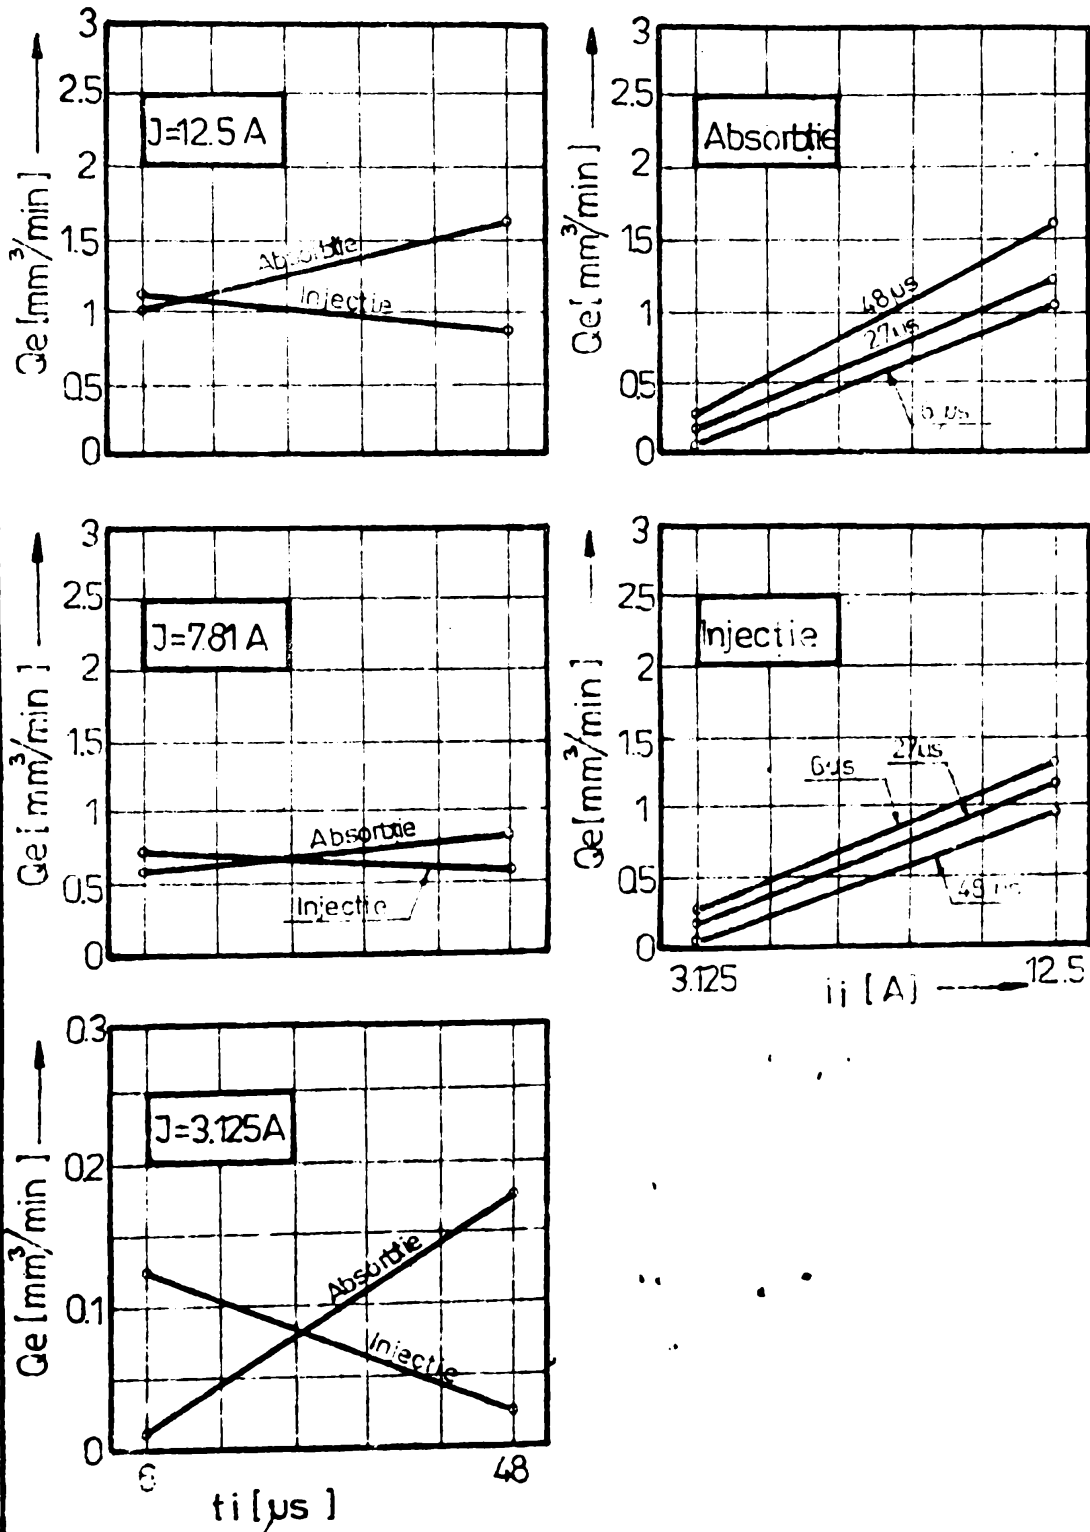 3
2.5
2
1.5
1
0.5
0
Qe [mm³/min]
J=12.5 A
Absorbtie
Injectie
3
2.5
2
1.5
1
0.5
0
Qe [mm³/min]
Absorbtie
48 µs
27 µs
6 µs
3
2.5
2
1.5
1
0.5
0
Qe [mm³/min]
J=7.81 A
Absorbtie
Injectie
3
2.5
2
1.5
1
0.5
0
Qe [mm³/min]
Injectie
6 µs
27 µs
3.125
12.5
ij [A]
0.3
0.2
0.1
0
Qe [mm³/min]
J=3.125A
Absorbtie
Injectie
6
48
ti [µs]